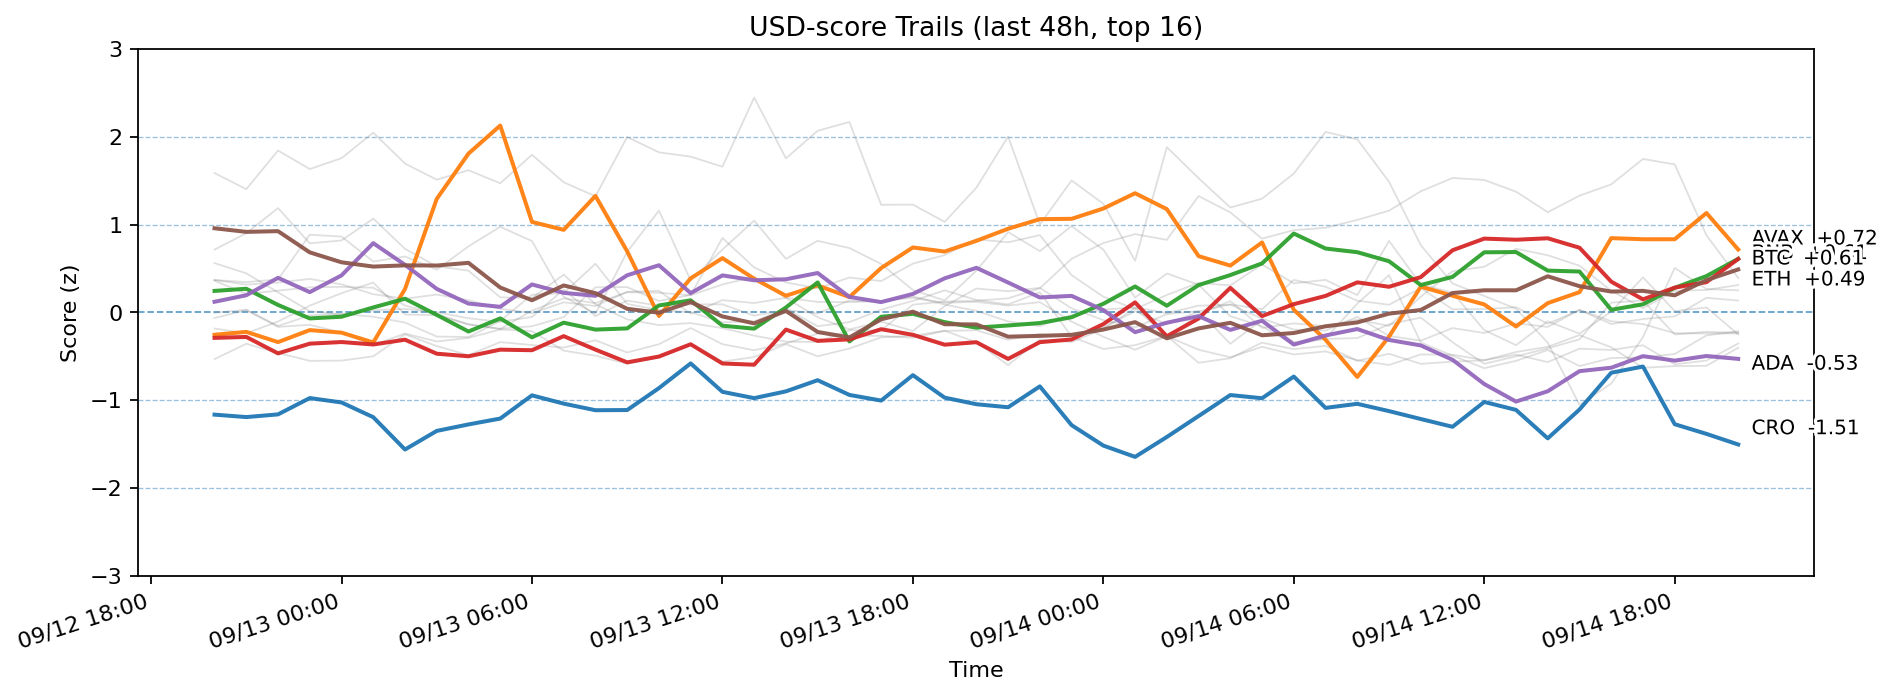 USD-score Trails (last 48h, top 16)
Score (z)
3
2
1
0
−1
−2
−3
AVAX +0.72
BTC +0.61
ETH +0.49
ADA -0.53
CRO -1.51
09/12 18:00
09/13 00:00
09/13 06:00
09/13 12:00
09/13 18:00
09/14 00:00
09/14 06:00
09/14 12:00
09/14 18:00
Time